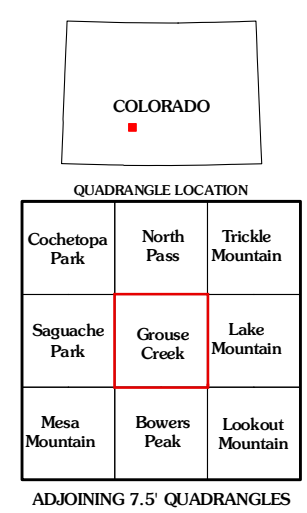 COLORADO
QUADRANGLE LOCATION
Cochetopa
Park
North
Pass
Trickle
Mountain
Saguache
Park
Grouse
Creek
Lake
Mountain
Mesa
Mountain
Bowers
Peak
Lookout
Mountain
ADJOINING 7.5' QUADRANGLES